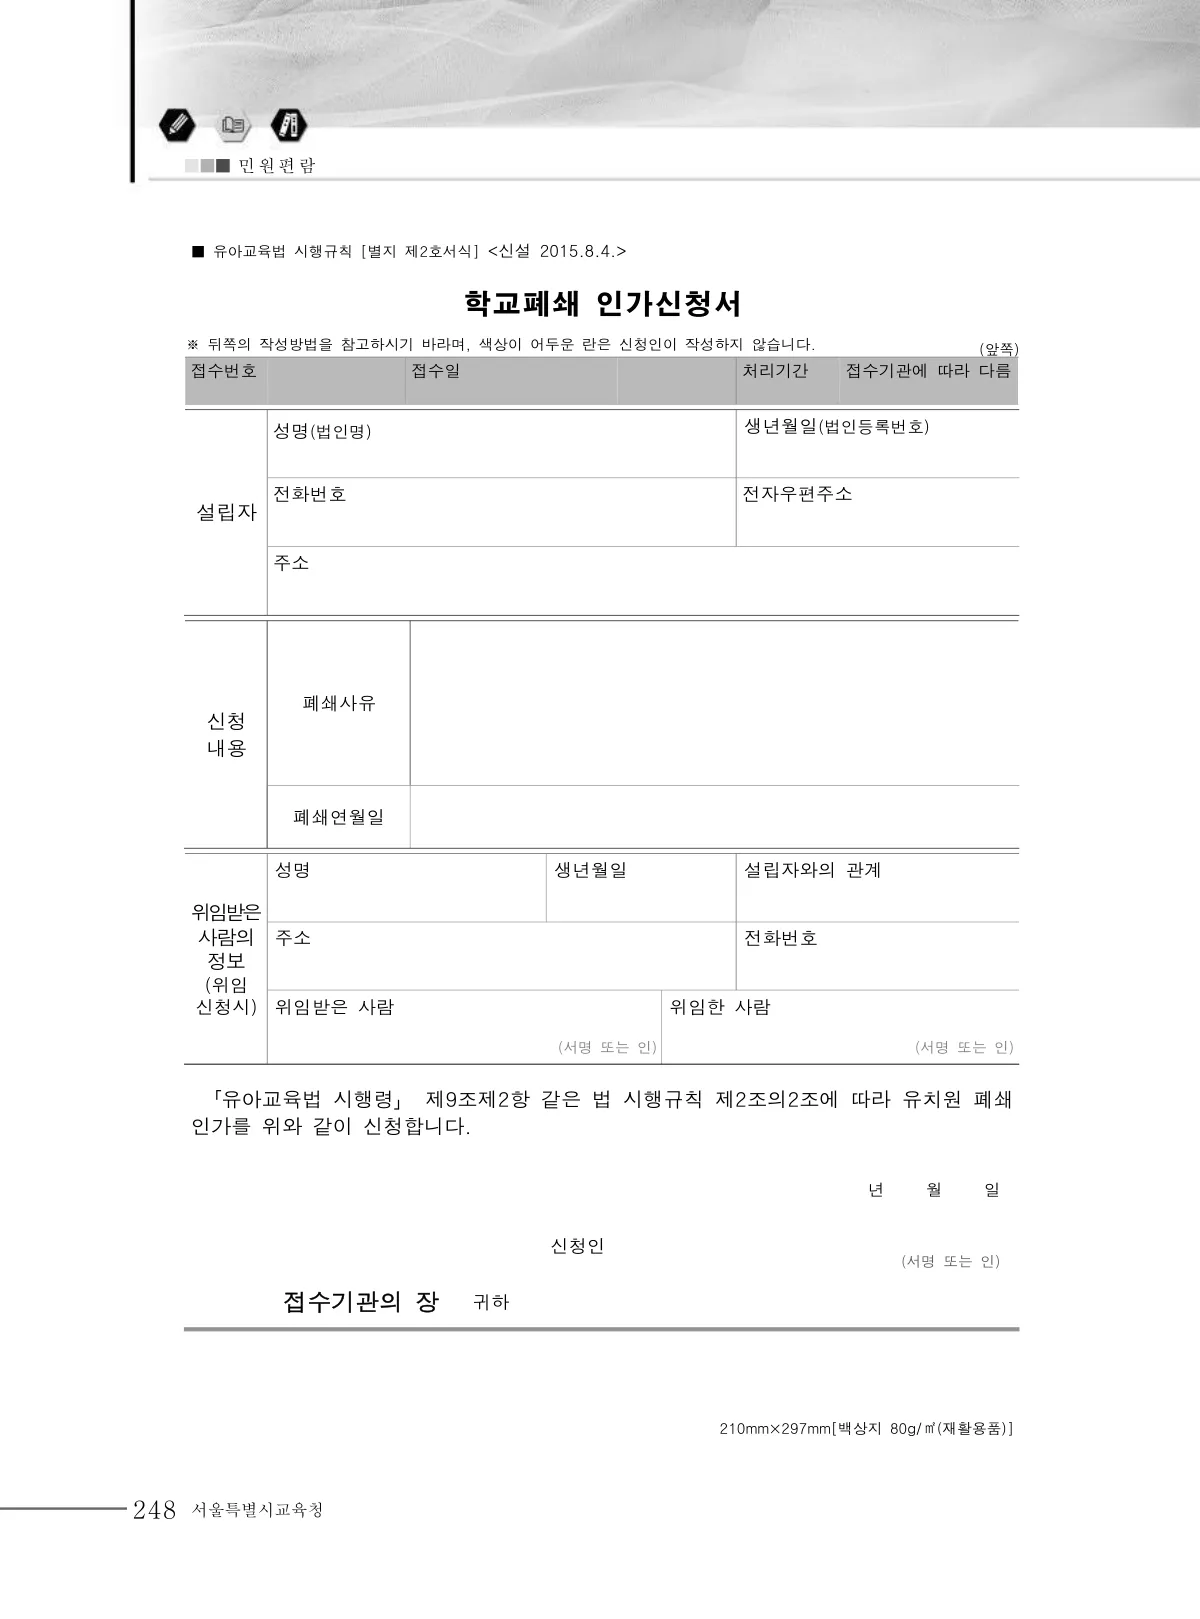 민원편람
■ 유아교육법 시행규칙 [별지 제2호서식] <신설 2015.8.4.>
학교폐쇄 인가신청서
※ 뒤쪽의 작성방법을 참고하시기 바라며, 색상이 어두운 란은 신청인이 작성하지 않습니다. (앞쪽)
접수번호 접수일 처리기간 접수기관에 따라 다름
설립자
성명(법인명) 생년월일(법인등록번호)
전화번호 전자우편주소
주소
신청
내용
폐쇄사유
폐쇄연월일
위임받은
사람의
정보
(위임
신청시)
성명 생년월일 설립자와의 관계
주소 전화번호
위임받은 사람 위임한 사람
(서명 또는 인) (서명 또는 인)
「유아교육법 시행령」 제9조제2항 같은 법 시행규칙 제2조의2조에 따라 유치원 폐쇄
인가를 위와 같이 신청합니다.
년 월 일
신청인
(서명 또는 인)
접수기관의 장 귀하
210mm×297mm[백상지 80g/㎡(재활용품)]
248 서울특별시교육청